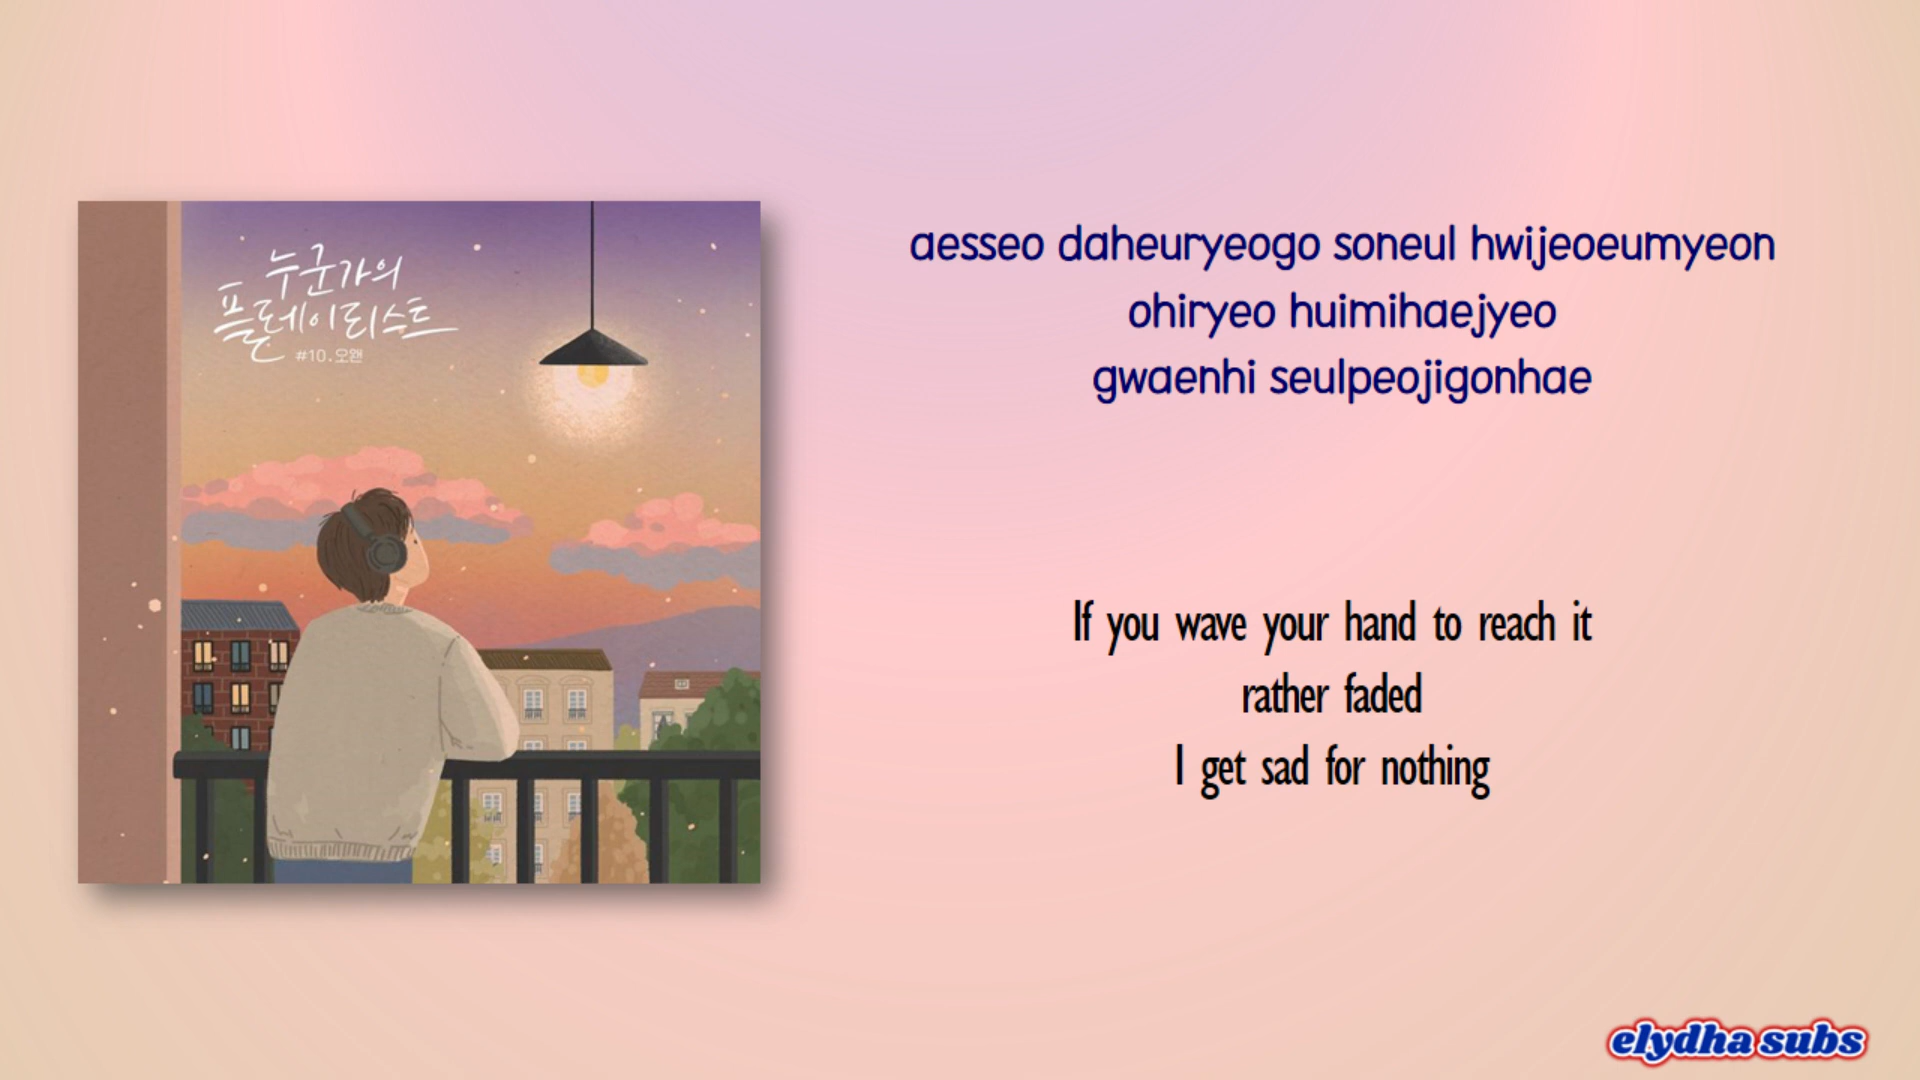 누군가의
플레이리스트
#10.오왠
aesseo daheuryeogo soneul hwijeoeumyeon
ohiryeo huimihaejyeo
gwaenhi seulpeojigonhae
If you wave your hand to reach it
rather faded
I get sad for nothing
elydha subs